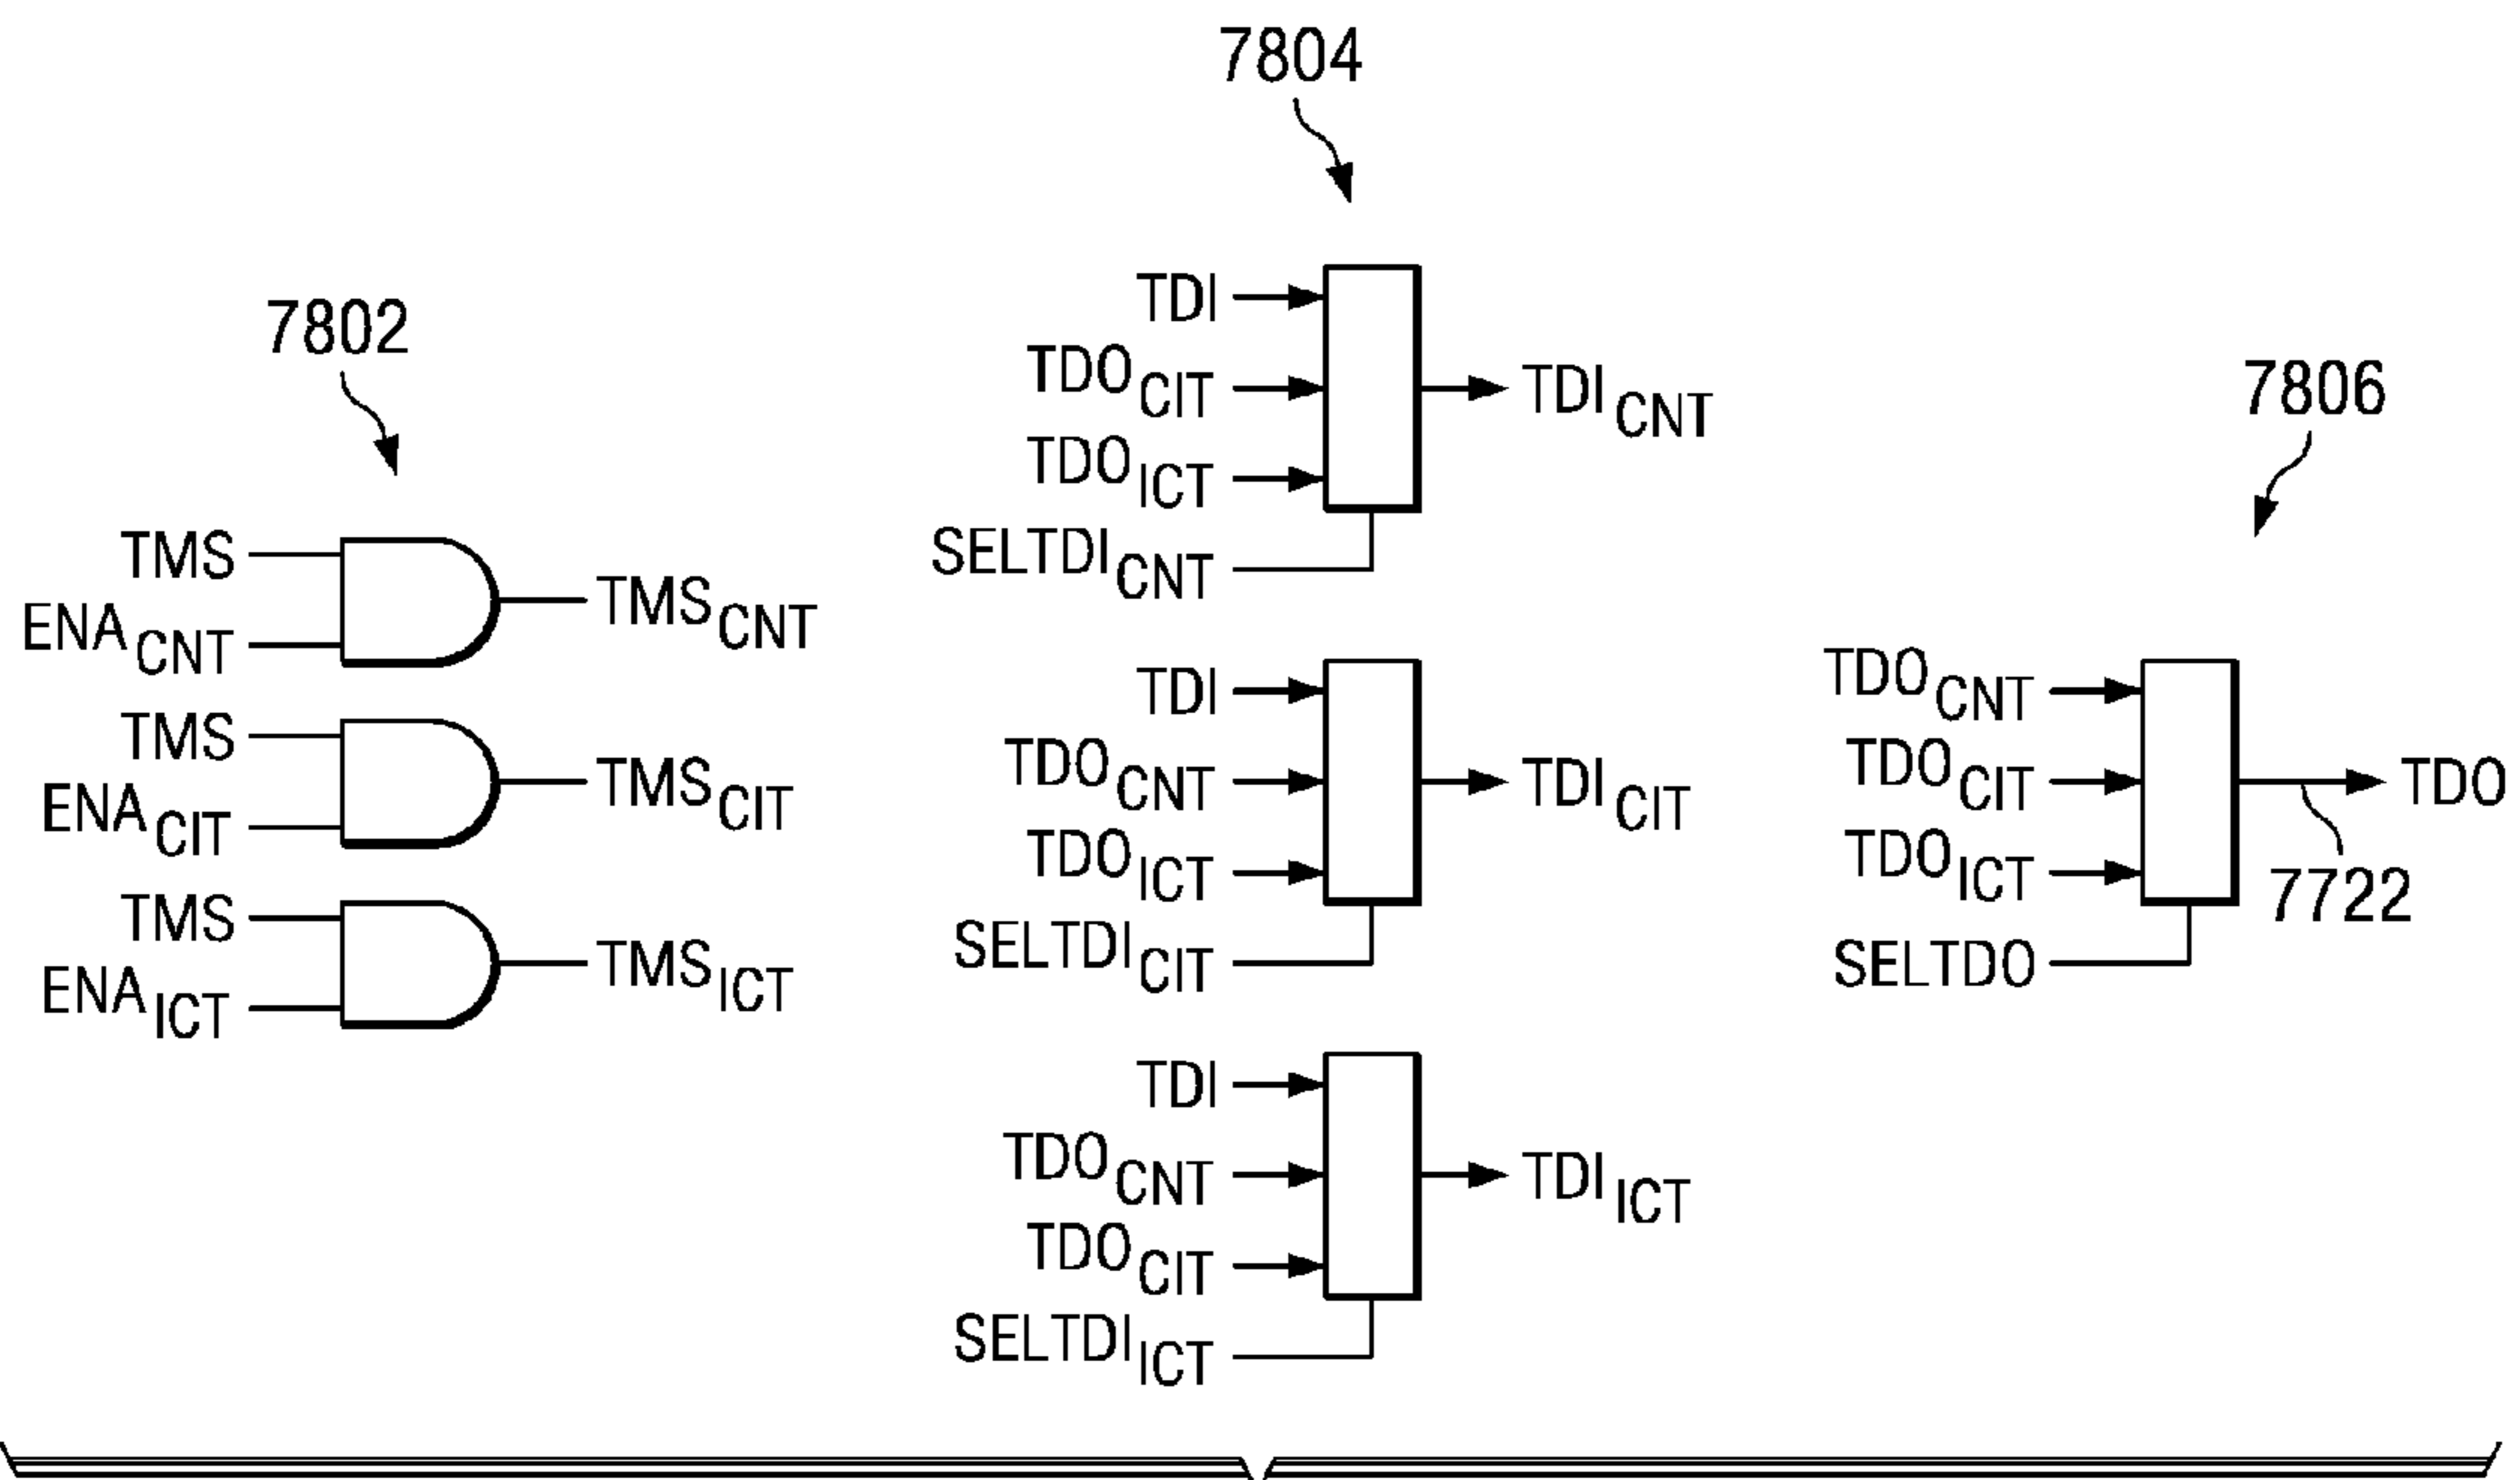 7802
TMS
ENA CNT
TMS CNT
TMS
ENA CIT
TMS CIT
TMS
ENA ICT
TMS ICT
7804
TDI
TDO CIT
TDO ICT
SELTDI CNT
TDI CNT
TDI
TDO CNT
TDO ICT
SELTDI CIT
TDI CIT
TDI
TDO CNT
TDO CIT
SELTDI ICT
TDI ICT
7806
TDO CNT
TDO CIT
TDO ICT
SELTDO
TDO
7722